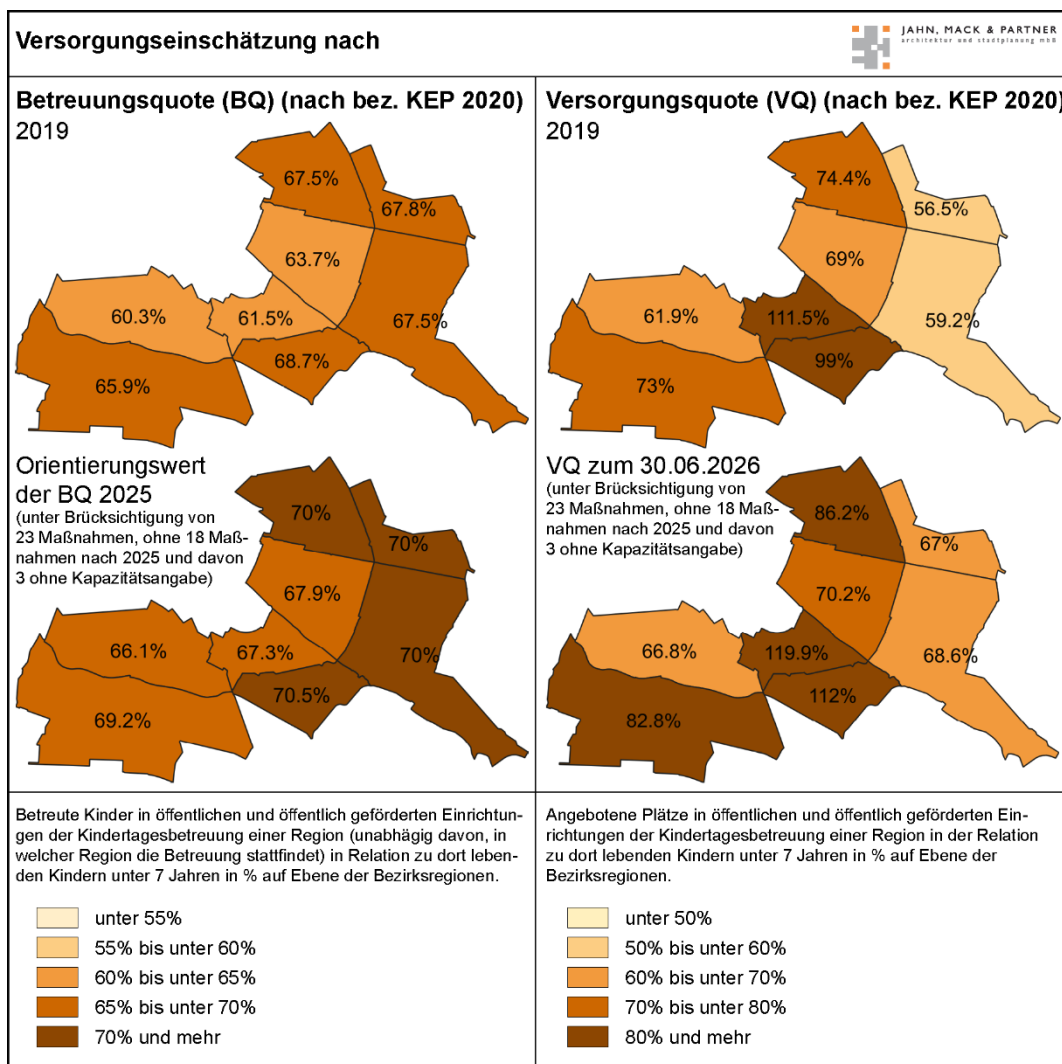 Versorgungseinschätzung nach
JAHN, MACK & PARTNER
architektur und stadtplanung mbB
Betreuungsquote (BQ) (nach bez. KEP 2020)
2019
67.5%
67.8%
63.7%
60.3%
61.5%
67.5%
68.7%
65.9%
Orientierungswert
der BQ 2025
(unter Brücksichtigung von
23 Maßnahmen, ohne 18 Maß-
nahmen nach 2025 und davon
3 ohne Kapazitätsangabe)
70%
70%
67.9%
66.1%
67.3%
70%
70.5%
69.2%
Versorgungsquote (VQ) (nach bez. KEP 2020)
2019
74.4%
56.5%
69%
61.9%
111.5%
59.2%
99%
73%
VQ zum 30.06.2026
(unter Brücksichtigung von
23 Maßnahmen, ohne 18 Maß-
nahmen nach 2025 und davon
3 ohne Kapazitätsangabe)
86.2%
67%
70.2%
66.8%
119.9%
68.6%
112%
82.8%
Betreute Kinder in öffentlichen und öffentlich geförderten Einrichtun-
gen der Kindertagesbetreuung einer Region (unabhägig davon, in
welcher Region die Betreuung stattfindet) in Relation zu dort leben-
den Kindern unter 7 Jahren in % auf Ebene der Bezirksregionen.
unter 55%
55% bis unter 60%
60% bis unter 65%
65% bis unter 70%
70% und mehr
Angebotene Plätze in öffentlichen und öffentlich geförderten Ein-
richtungen der Kindertagesbetreuung einer Region in der Relation
zu dort lebenden Kindern unter 7 Jahren in % auf Ebene der
Bezirksregionen.
unter 50%
50% bis unter 60%
60% bis unter 70%
70% bis unter 80%
80% und mehr